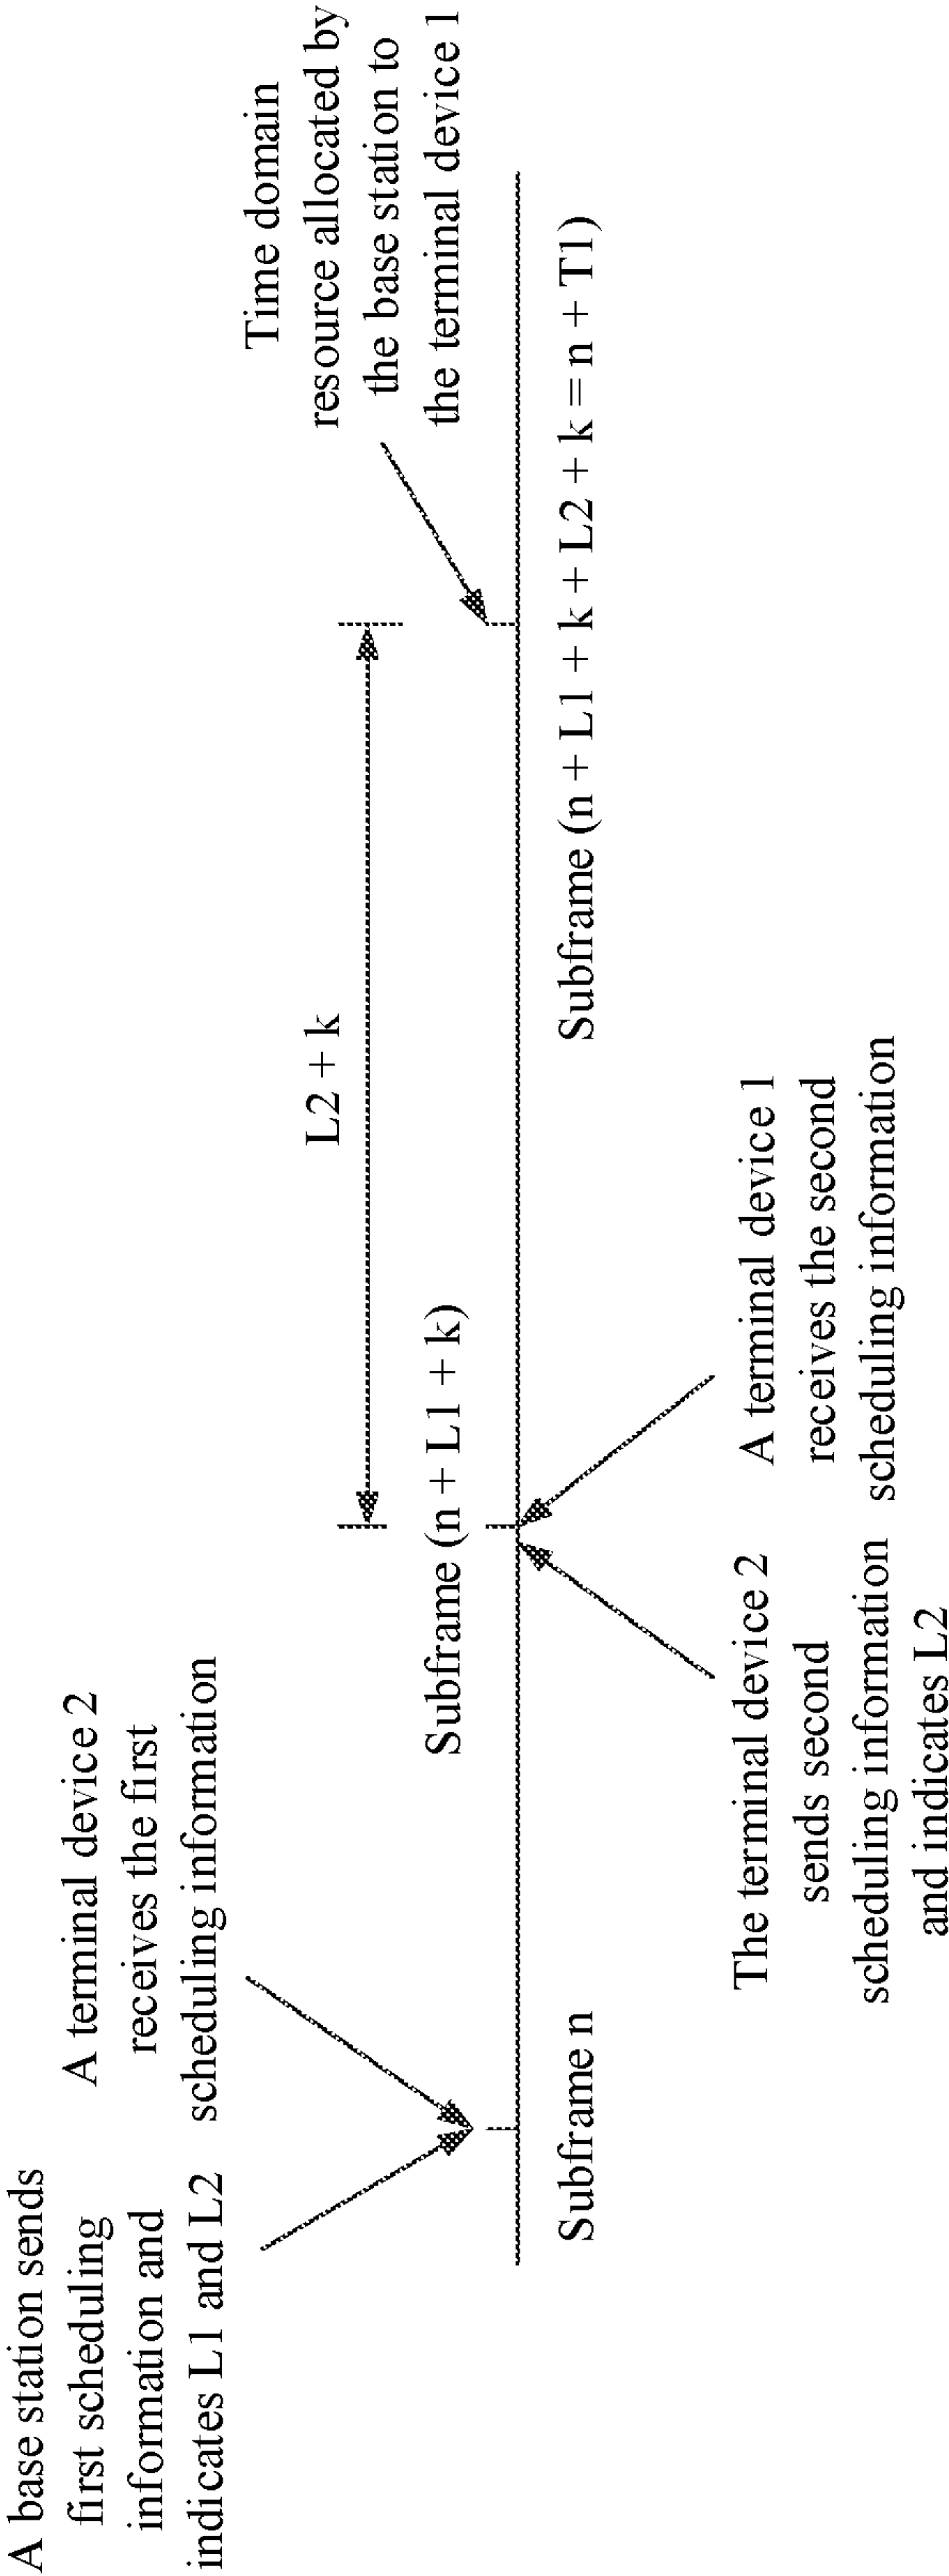 A base station sends
first scheduling
information and
indicates L1 and L2
A terminal device 2
receives the first
scheduling information
Subframe n
Subframe (n + L1 + k)
The terminal device 2
sends second
scheduling information
and indicates L2
A terminal device 1
receives the second
scheduling information
L2 + k
Time domain
resource allocated by
the base station to
the terminal device 1
Subframe (n + L1 + k + L2 + k = n + T1)